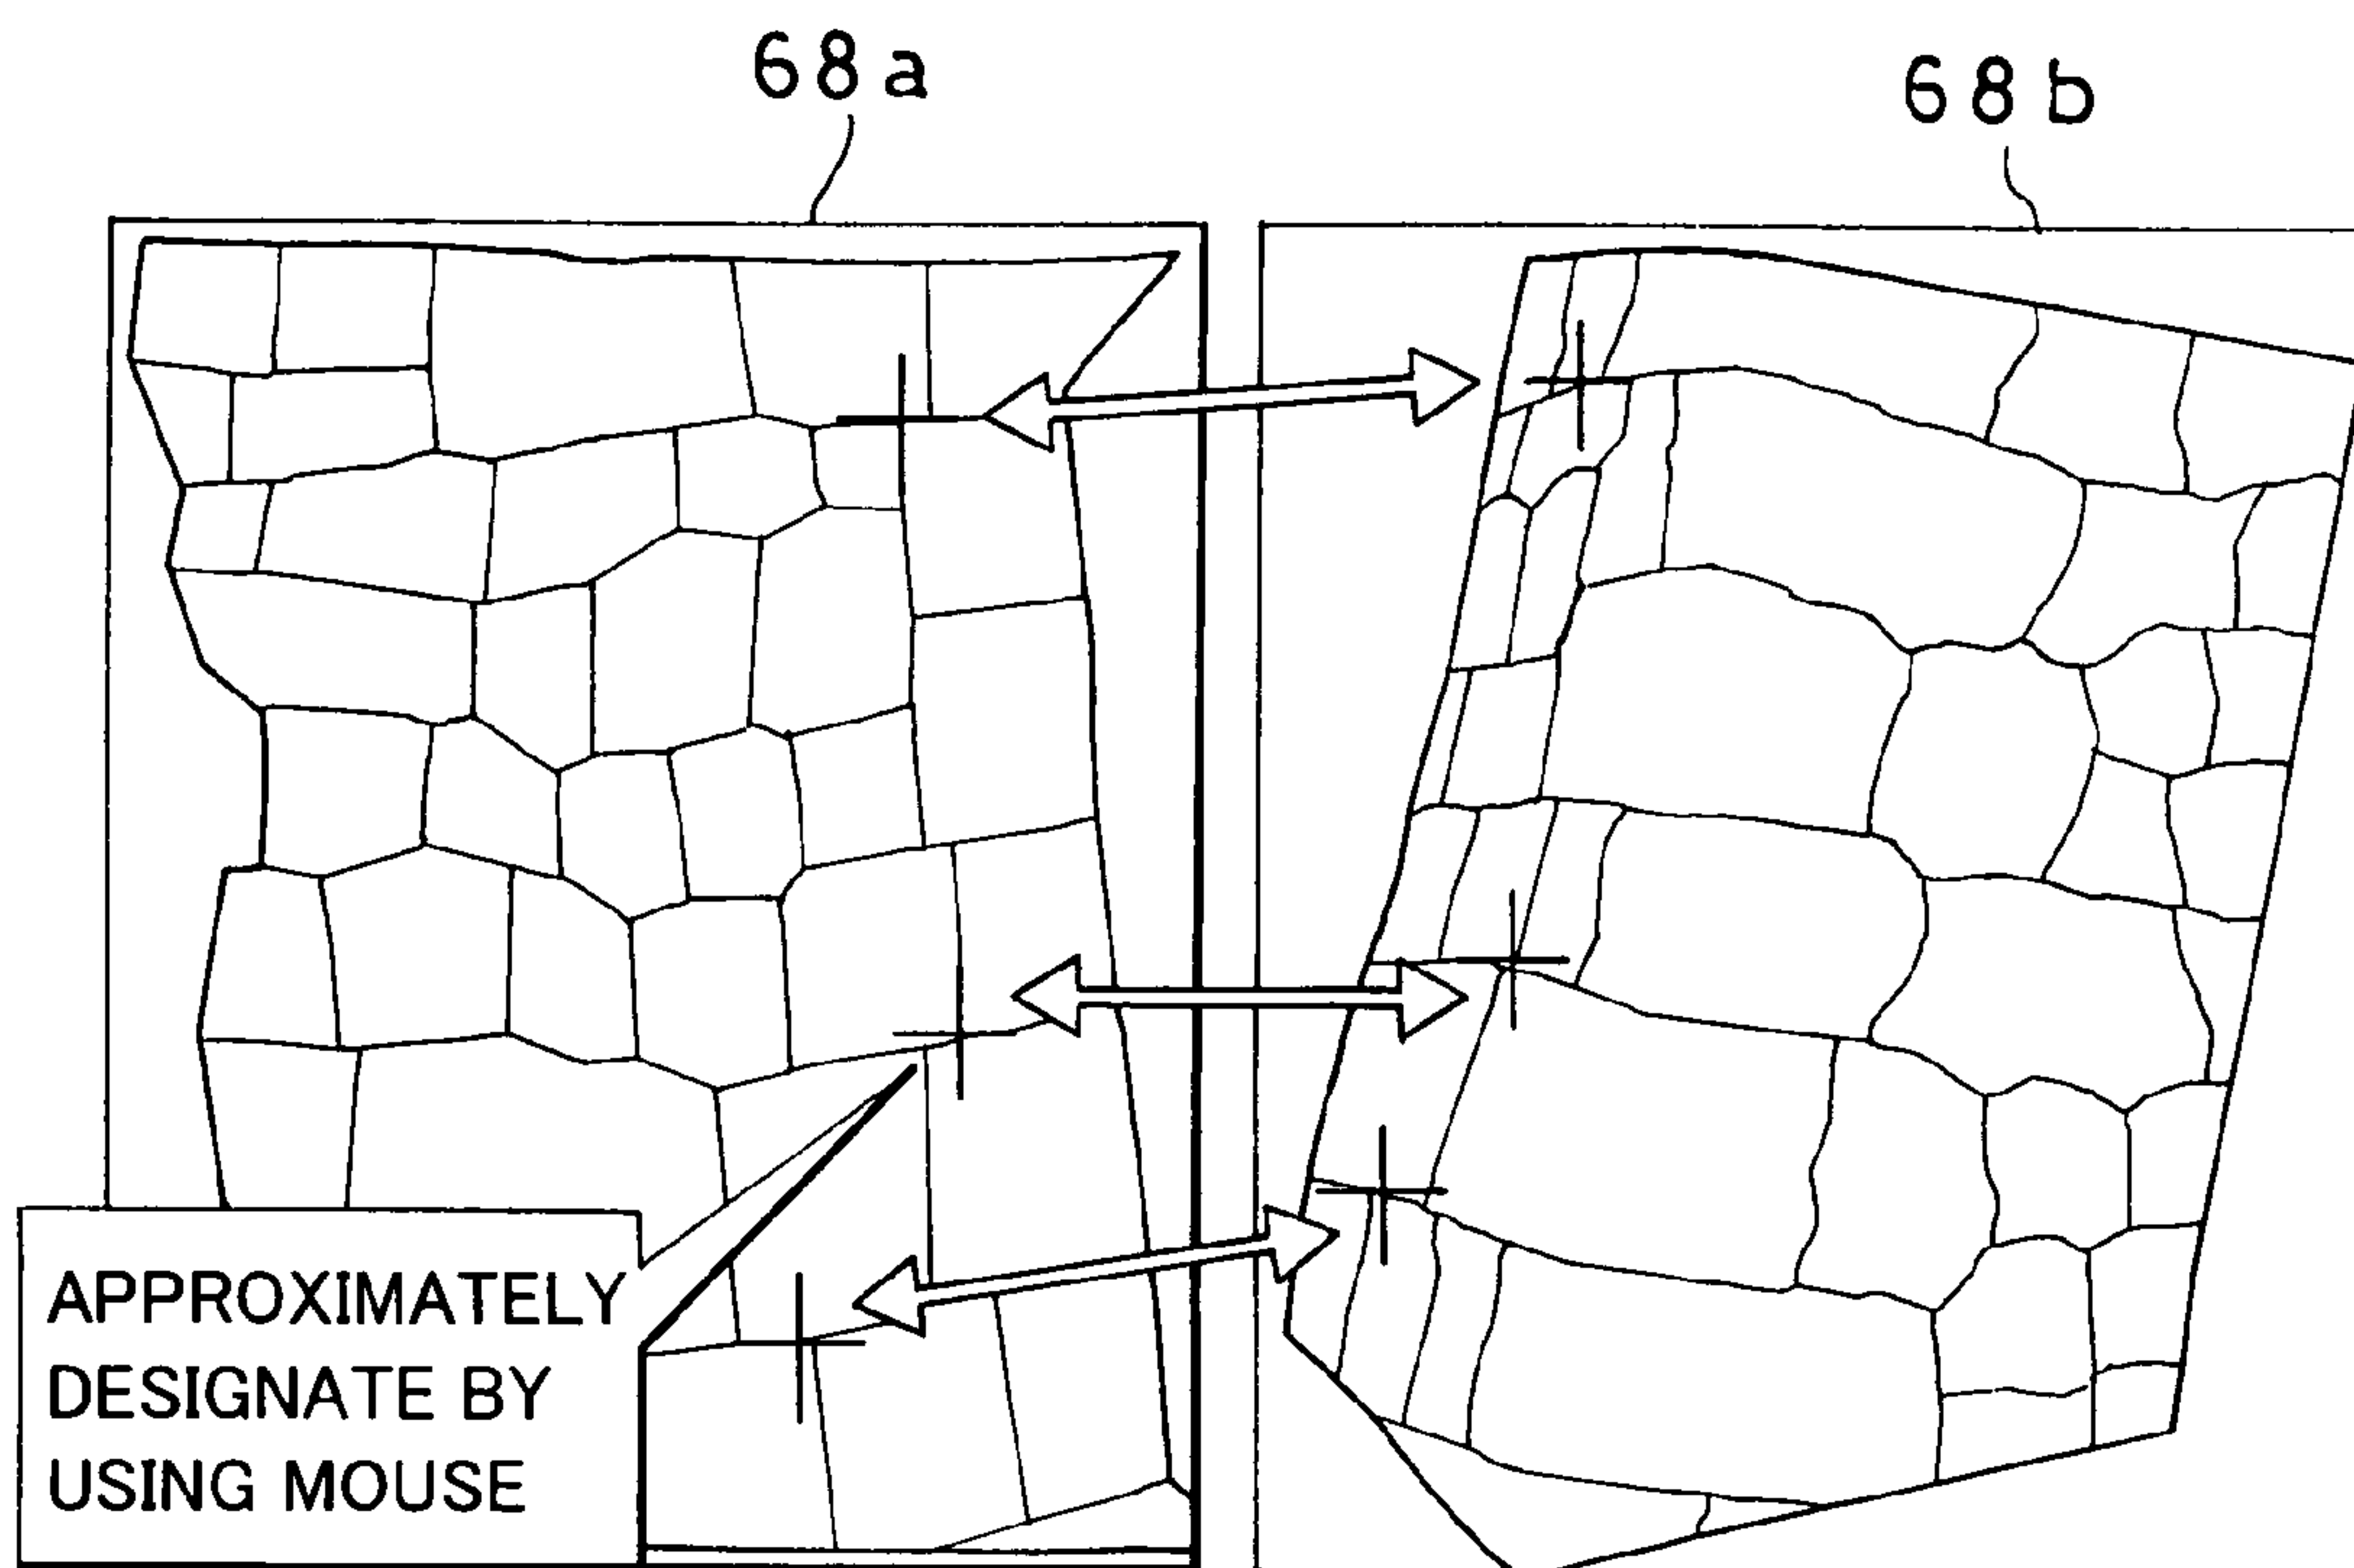 68a
68b
APPROXIMATELY
DESIGNATE BY
USING MOUSE